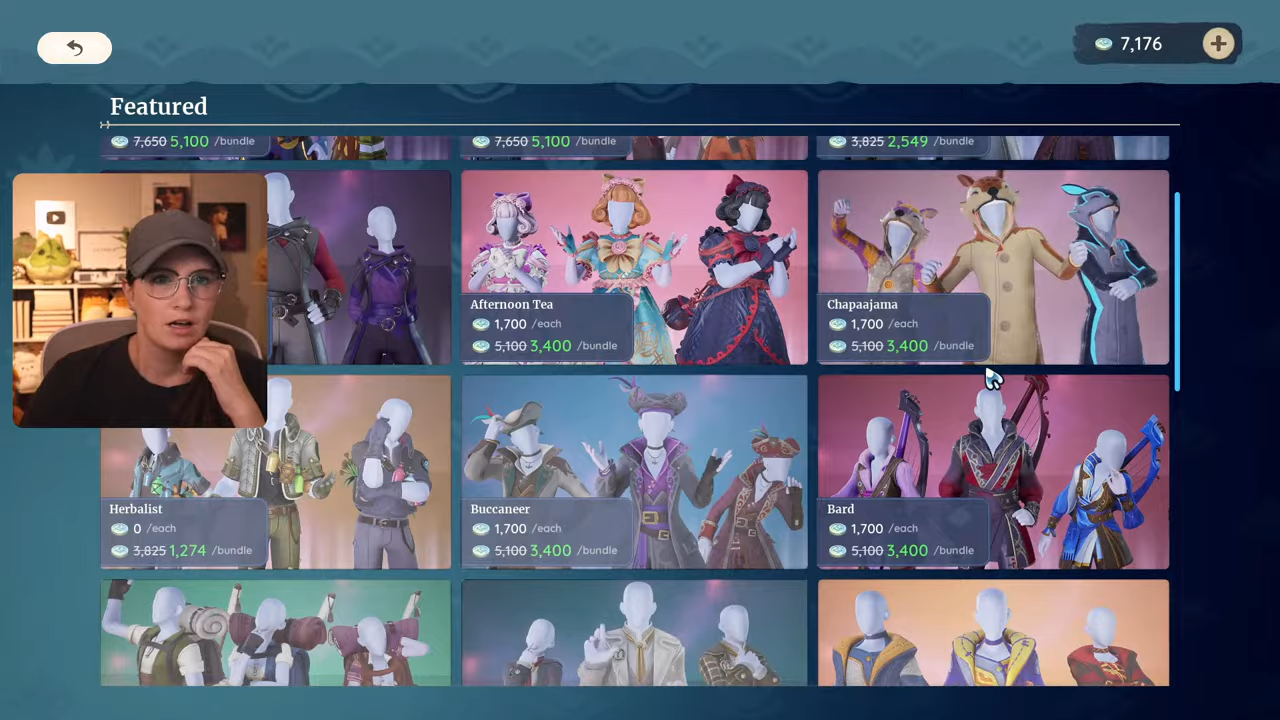 7,176
Featured
7,650 5,100 /bundle
7,650 5,100 /bundle
3,825 2,549 /bundle
Afternoon Tea
1,700 /each
5,100 3,400 /bundle
Chapaajama
1,700 /each
5,100 3,400 /bundle
Herbalist
0 /each
3,825 1,274 /bundle
Buccaneer
1,700 /each
5,100 3,400 /bundle
Bard
1,700 /each
5,100 3,400 /bundle